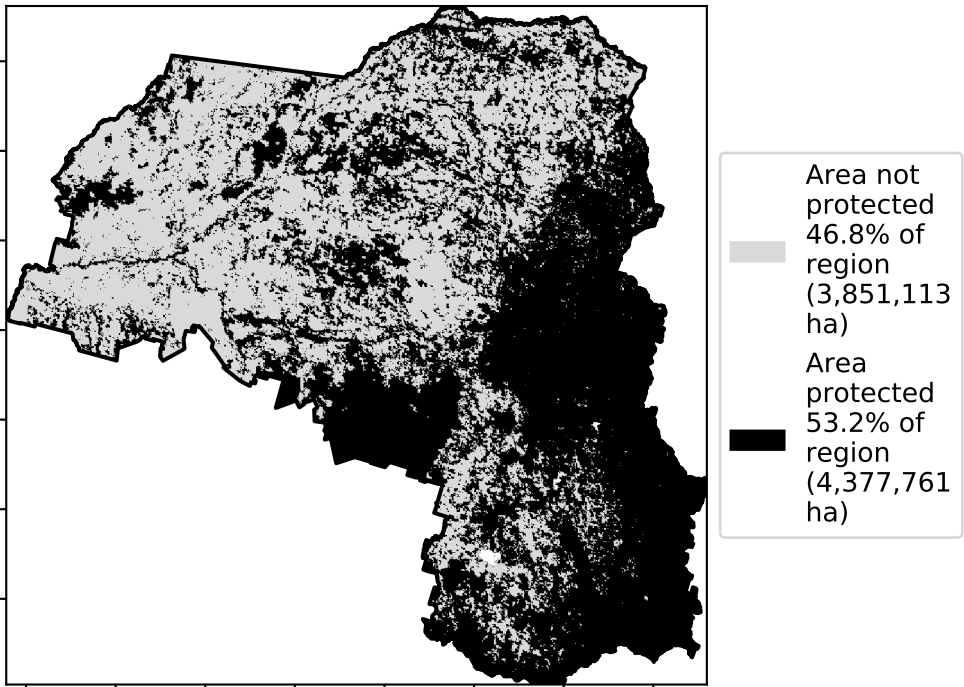 Area not
protected
46.8% of
region
(3,851,113
ha)
Area
protected
53.2% of
region
(4,377,761
ha)